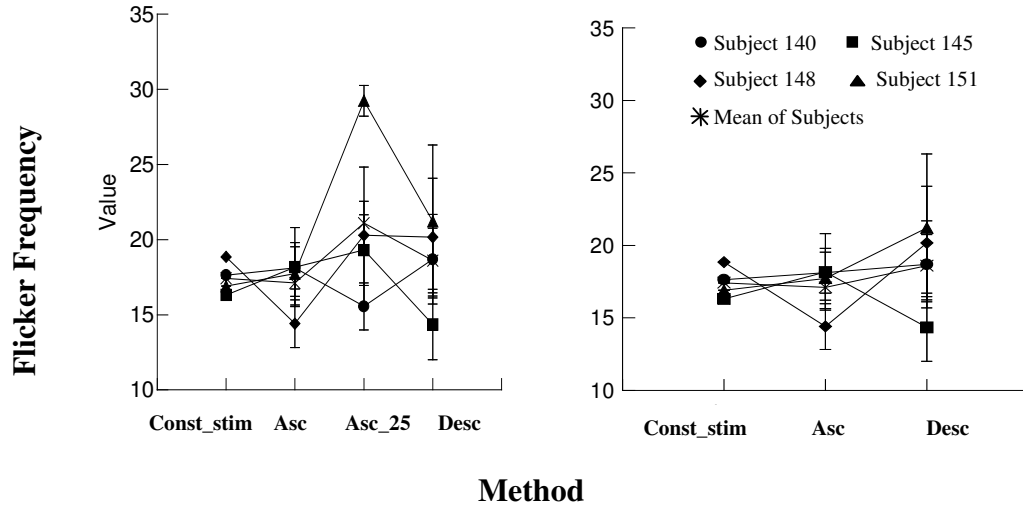 Flicker Frequency
Value
35
30
25
20
15
10
Const_stim Asc Asc_25 Desc
35
30
25
20
15
10
Subject 140 Subject 145
Subject 148 Subject 151
Mean of Subjects
Const_stim Asc Desc
Method